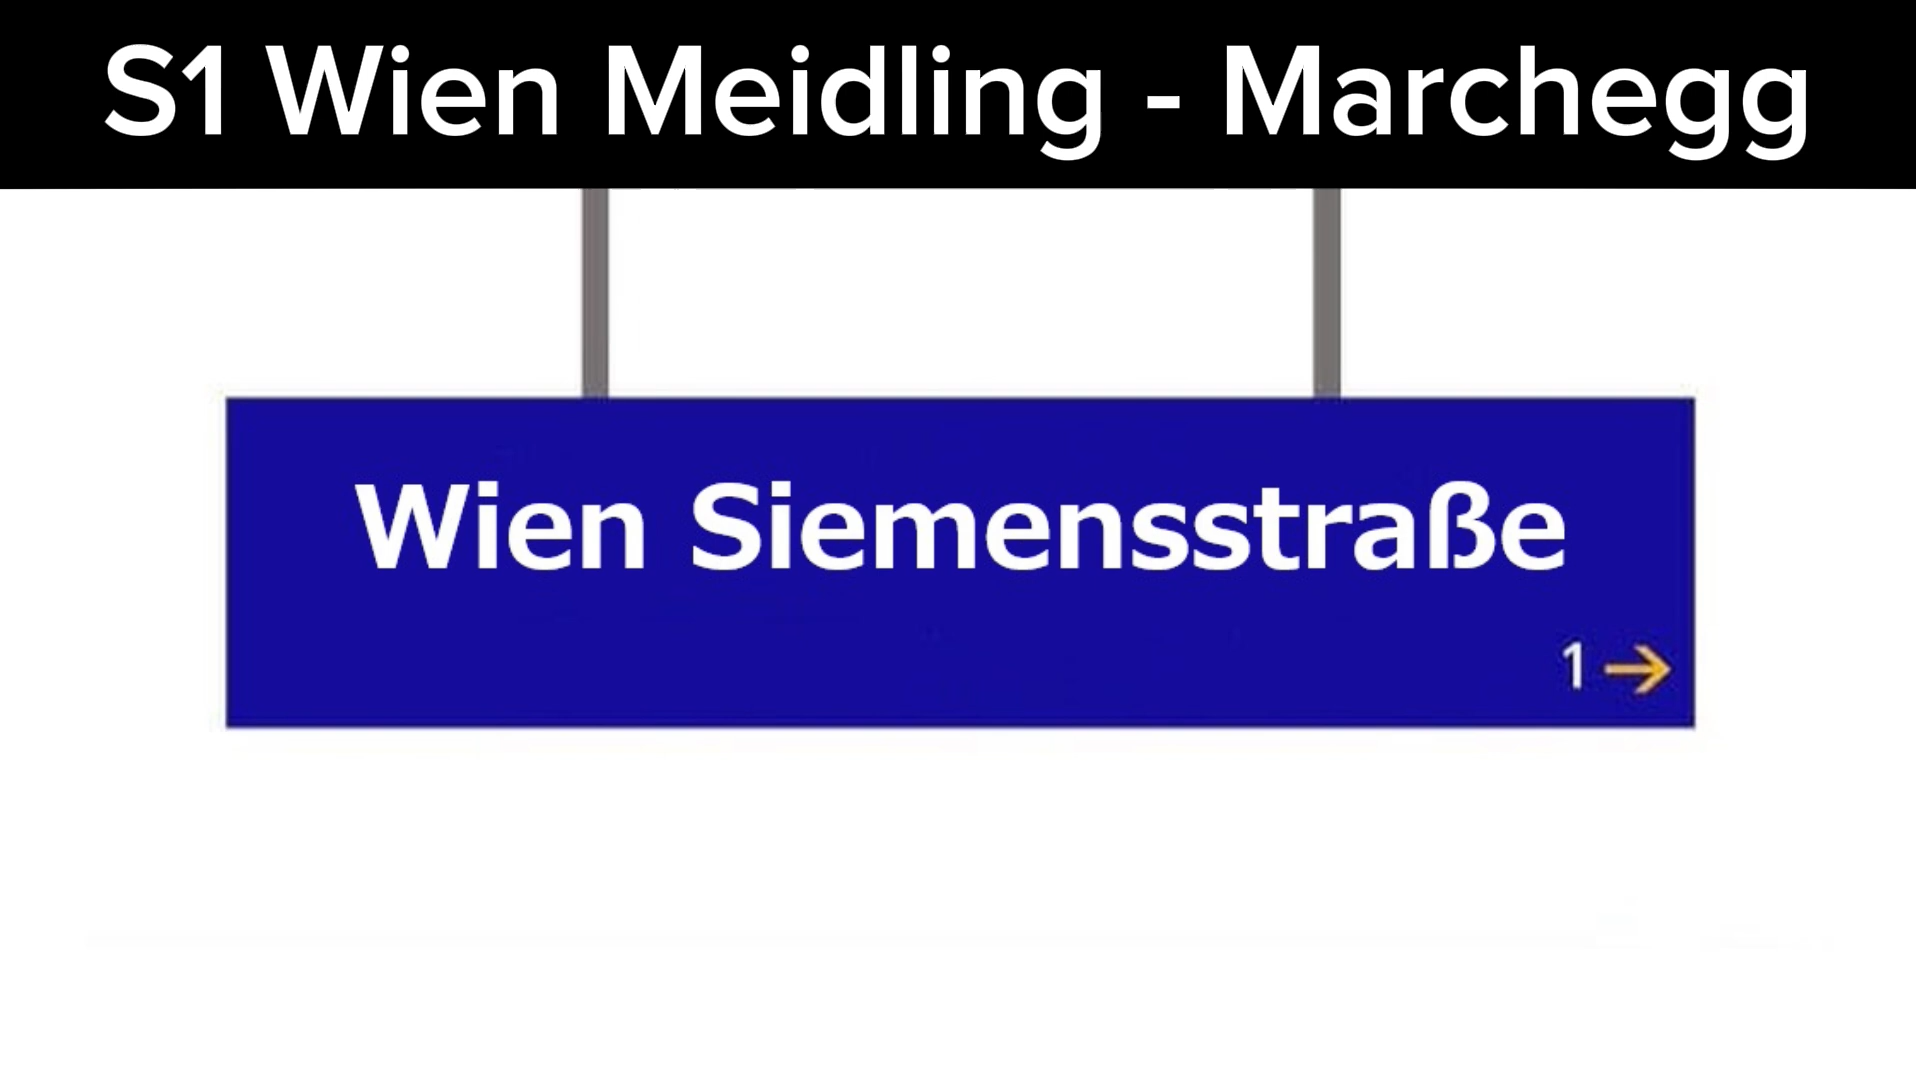 S1 Wien Meidling - Marchegg
Wien Siemensstraße
1 →